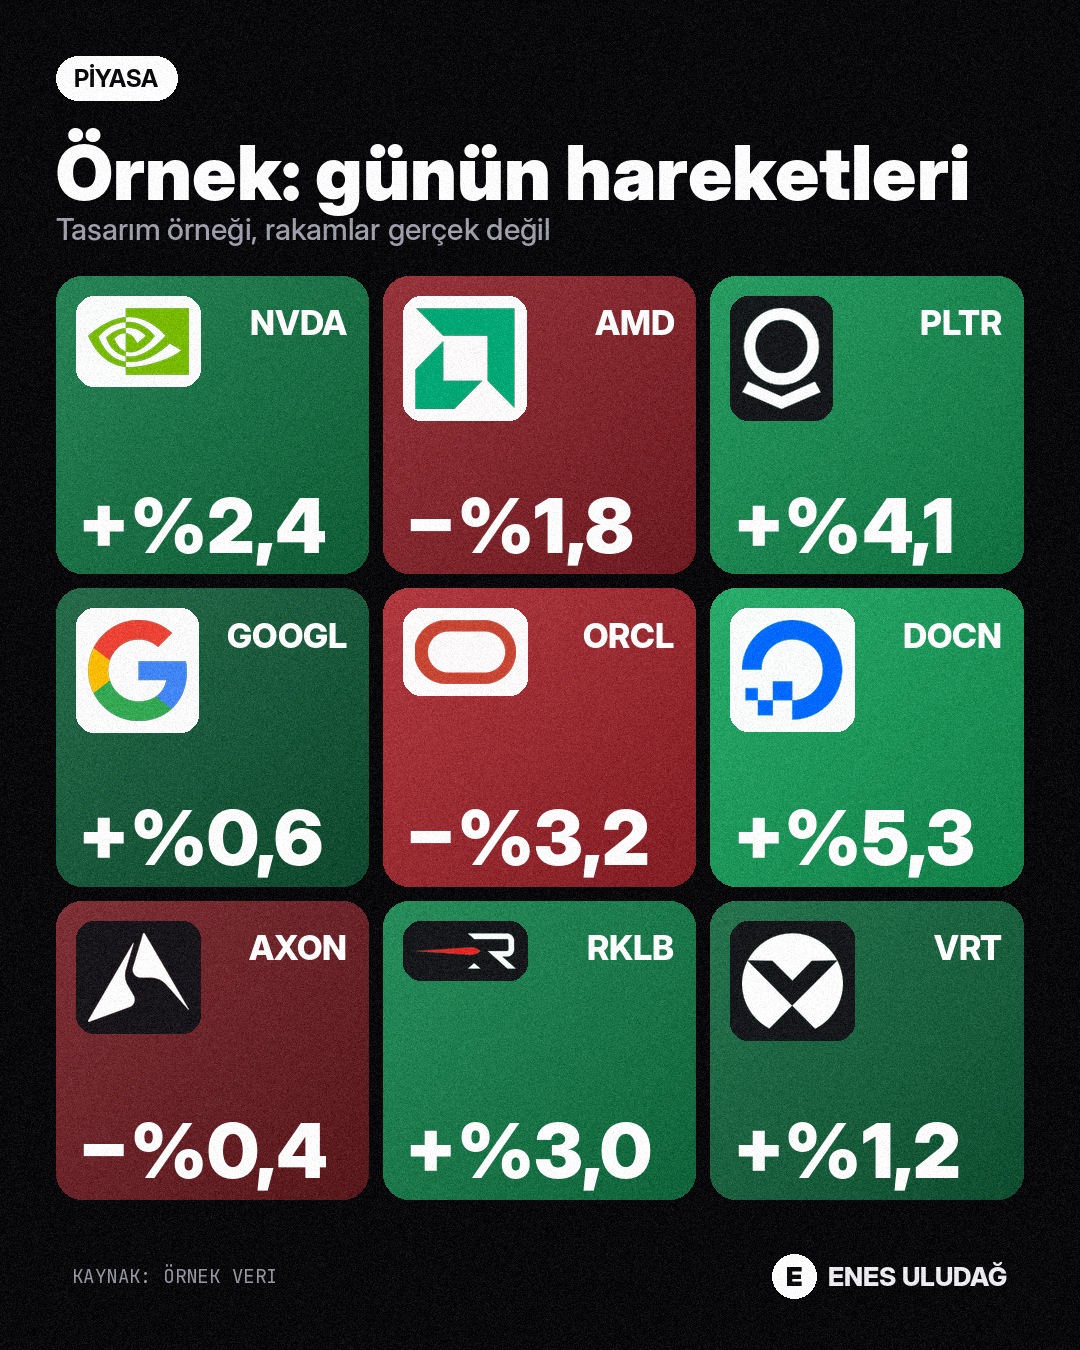 PİYASA
Örnek: günün hareketleri
Tasarım örneği, rakamlar gerçek değil
NVDA
+%2,4
AMD
−%1,8
PLTR
+%4,1
GOOGL
+%0,6
ORCL
−%3,2
DOCN
+%5,3
AXON
−%0,4
RKLB
+%3,0
VRT
+%1,2
KAYNAK: ÖRNEK VERI
E ENES ULUDAĞ